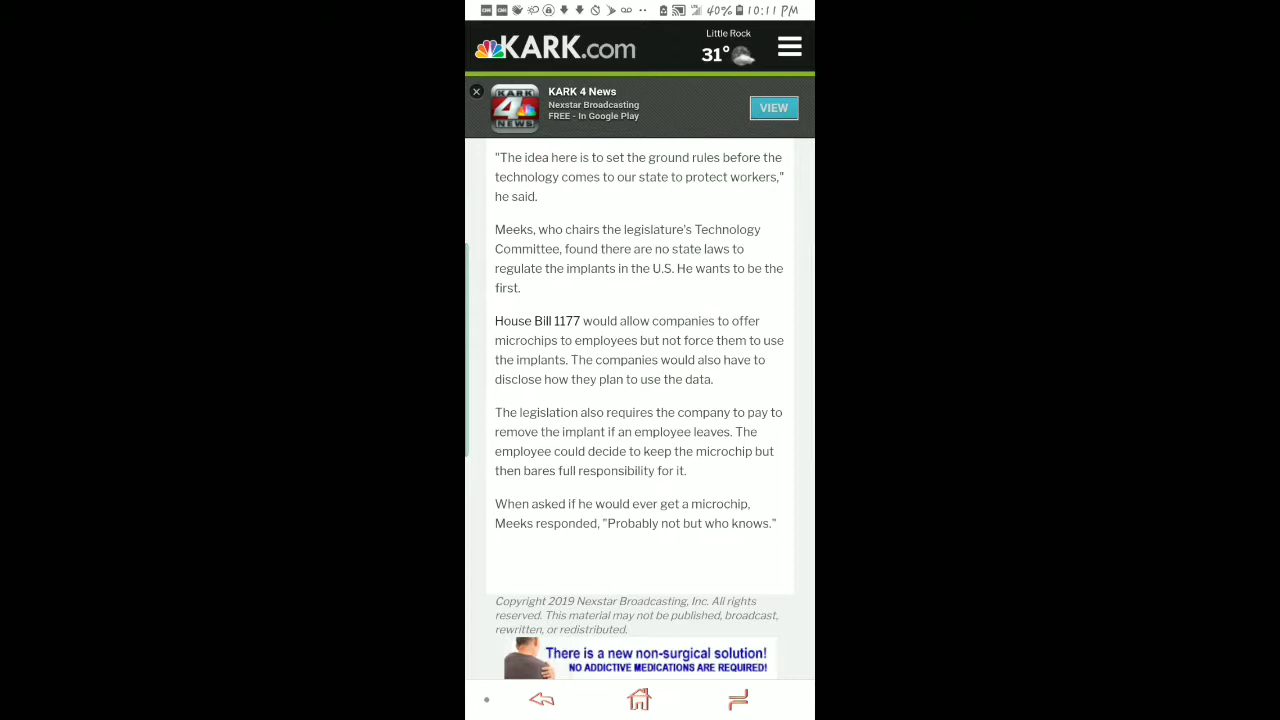 40% 10:11 PM
KARK.com
Little Rock
31°
KARK 4 News
Nexstar Broadcasting
FREE - In Google Play
VIEW
KARK
4
NEWS
"The idea here is to set the ground rules before the
technology comes to our state to protect workers,"
he said.
Meeks, who chairs the legislature's Technology
Committee, found there are no state laws to
regulate the implants in the U.S. He wants to be the
first.
House Bill 1177 would allow companies to offer
microchips to employees but not force them to use
the implants. The companies would also have to
disclose how they plan to use the data.
The legislation also requires the company to pay to
remove the implant if an employee leaves. The
employee could decide to keep the microchip but
then bares full responsibility for it.
When asked if he would ever get a microchip,
Meeks responded, "Probably not but who knows."
Copyright 2019 Nexstar Broadcasting, Inc. All rights
reserved. This material may not be published, broadcast,
rewritten, or redistributed.
There is a new non-surgical solution!
NO ADDICTIVE MEDICATIONS ARE REQUIRED!